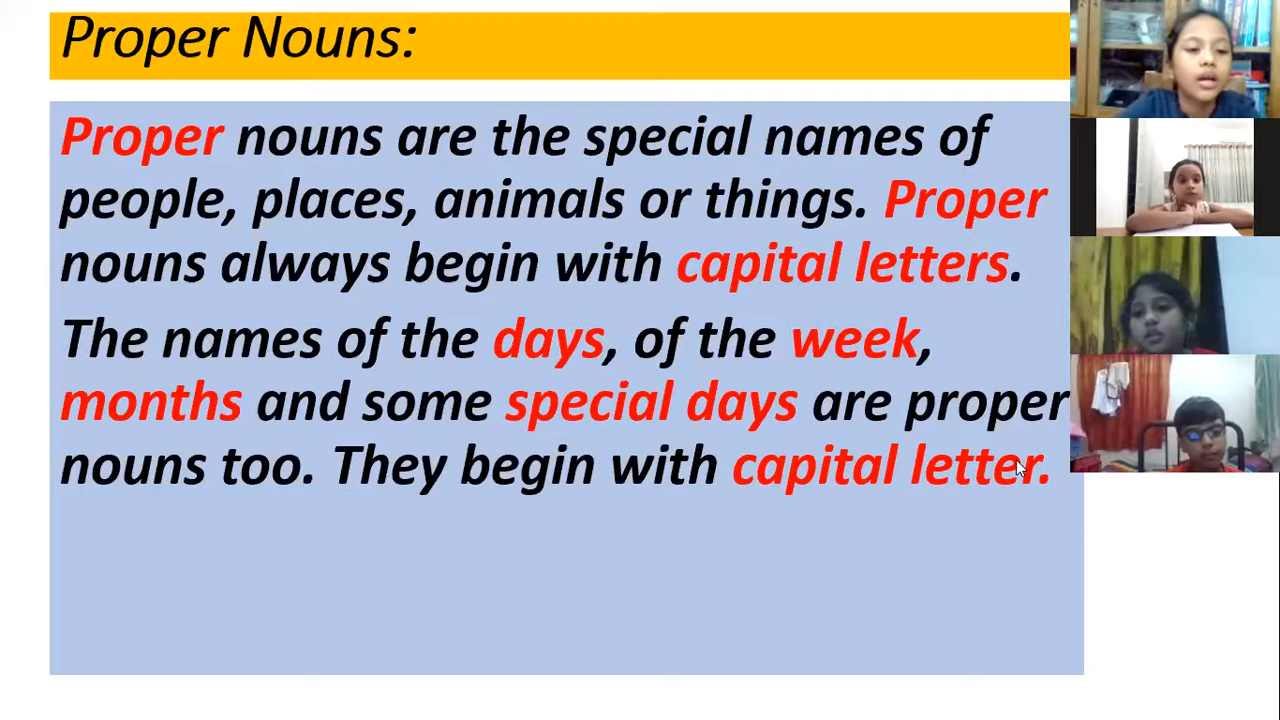 Proper Nouns:
Proper nouns are the special names of
people, places, animals or things. Proper
nouns always begin with capital letters.
The names of the days, of the week,
months and some special days are proper
nouns too. They begin with capital letter.